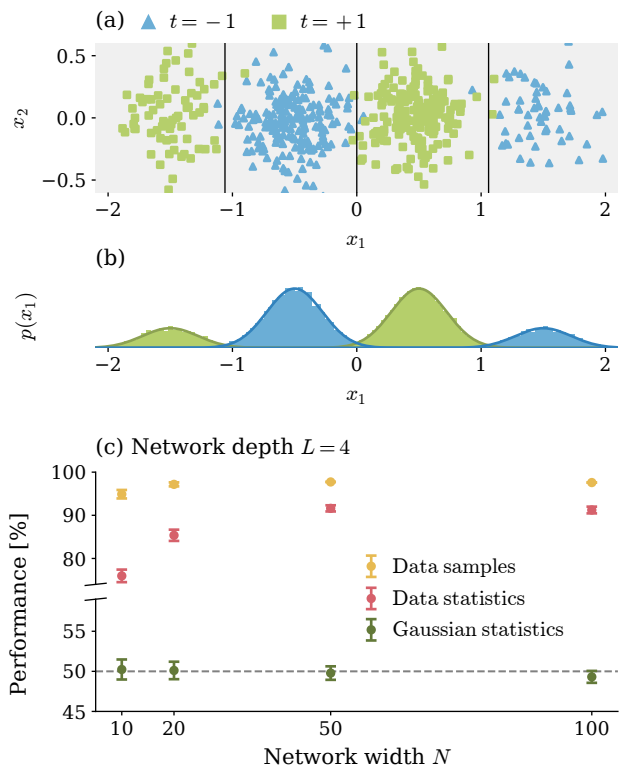 (a) t = −1 t = +1
0.5
0.0
−0.5
x₂
−2 −1 0 1 2
x₁
(b)
p(x₁)
−2 −1 0 1 2
x₁
(c) Network depth L = 4
100
90
80
55
50
45
Performance [%]
Data samples
Data statistics
Gaussian statistics
10 20 50 100
Network width N